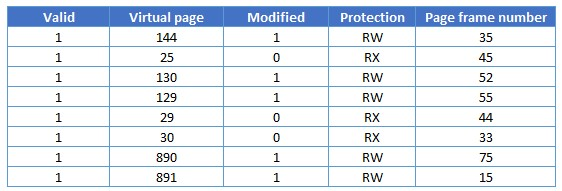 Valid Virtual page Modified Protection Page frame number
1 144 1 RW 35
1 25 0 RX 45
1 130 1 RW 52
1 129 1 RW 55
1 29 0 RX 44
1 30 0 RX 33
1 890 1 RW 75
1 891 1 RW 15